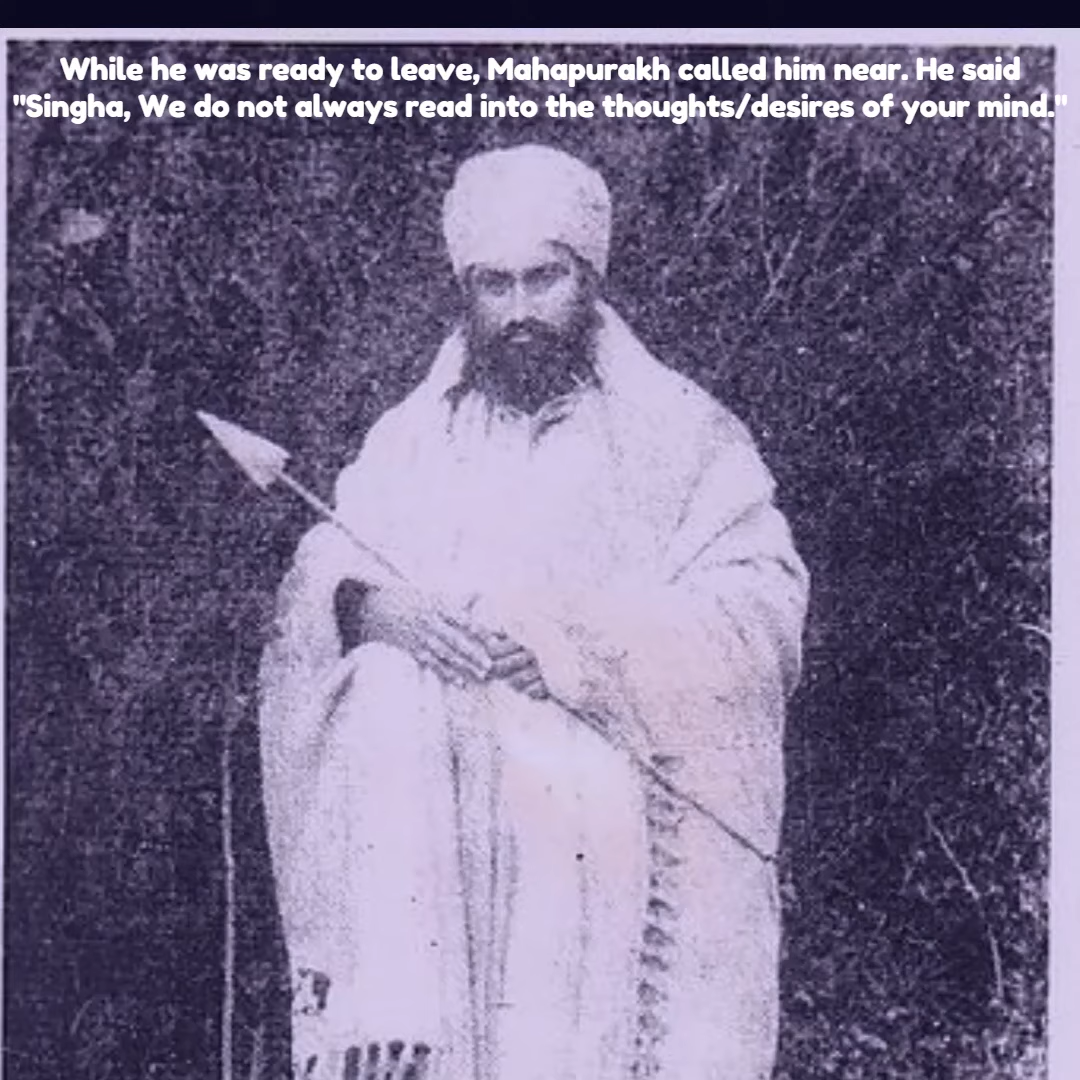 While he was ready to leave, Mahapurakh called him near. He said
"Singha, We do not always read into the thoughts/desires of your mind."